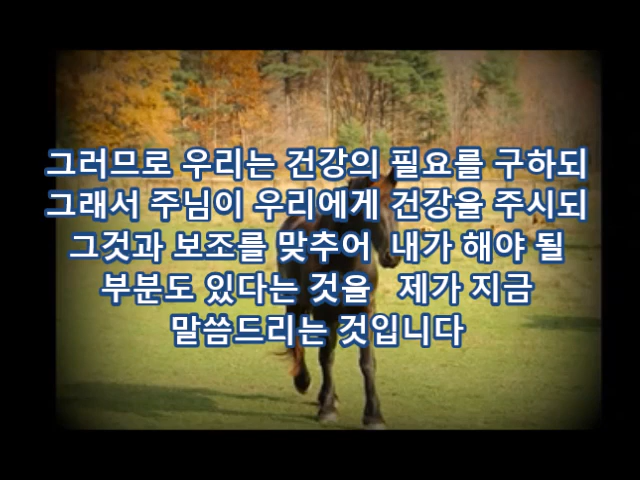 그러므로 우리는 건강의 필요를 구하되
그래서 주님이 우리에게 건강을 주시되
그것과 보조를 맞추어 내가 해야 될
부분도 있다는 것을 제가 지금
말씀드리는 것입니다